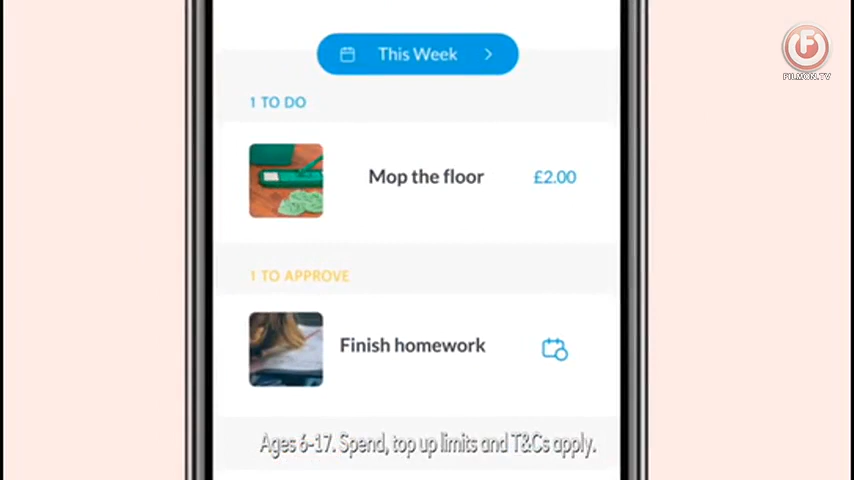 This Week
1 TO DO
Mop the floor
£2.00
1 TO APPROVE
Finish homework
Ages 6-17. Spend, top up limits and T&Cs apply.
F
FILMON.TV